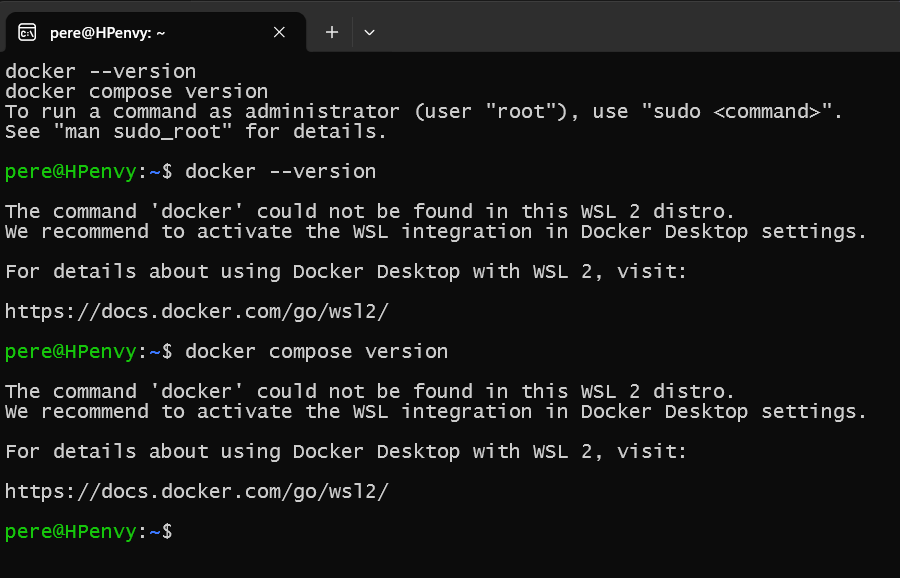 pere@HPenvy: ~
docker --version
docker compose version
To run a command as administrator (user "root"), use "sudo <command>".
See "man sudo_root" for details.
pere@HPenvy:~$ docker --version
The command 'docker' could not be found in this WSL 2 distro.
We recommend to activate the WSL integration in Docker Desktop settings.
For details about using Docker Desktop with WSL 2, visit:
https://docs.docker.com/go/wsl2/
pere@HPenvy:~$ docker compose version
The command 'docker' could not be found in this WSL 2 distro.
We recommend to activate the WSL integration in Docker Desktop settings.
For details about using Docker Desktop with WSL 2, visit:
https://docs.docker.com/go/wsl2/
pere@HPenvy:~$